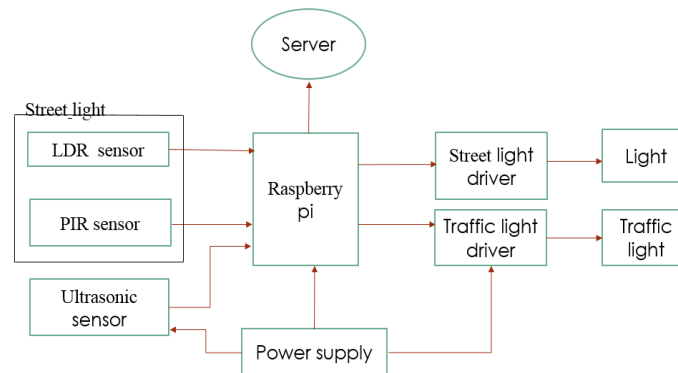 Server
Street light
LDR sensor
PIR sensor
Ultrasonic
sensor
Raspberry
pi
Street light
driver
Light
Traffic light
driver
Traffic
light
Power supply